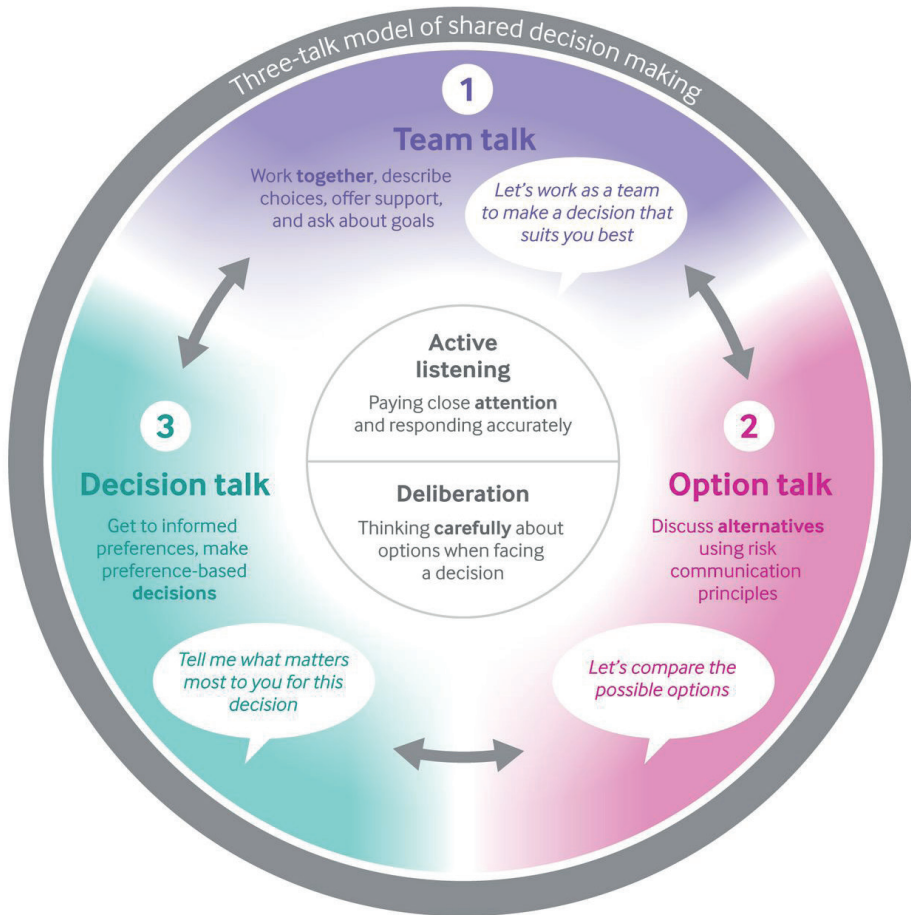 Three-talk model of shared decision making
1
Team talk
Work together, describe
choices, offer support,
and ask about goals
Let's work as a team
to make a decision that
suits you best
Active
listening
Paying close attention
and responding accurately
Deliberation
Thinking carefully about
options when facing
a decision
2
Option talk
Discuss alternatives
using risk
communication
principles
Let's compare the
possible options
3
Decision talk
Get to informed
preferences, make
preference-based
decisions
Tell me what matters
most to you for this
decision